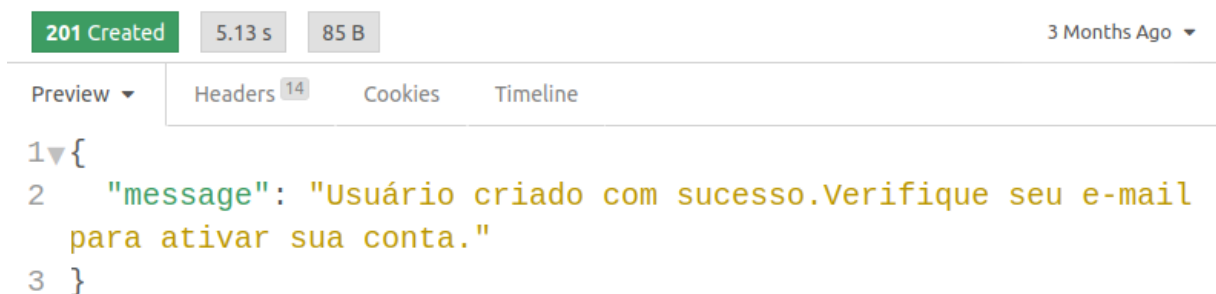 201 Created 5.13 s 85 B 3 Months Ago
Preview Headers 14 Cookies Timeline
1 {
2 "message": "Usuário criado com sucesso.Verifique seu e-mail
para ativar sua conta."
3 }